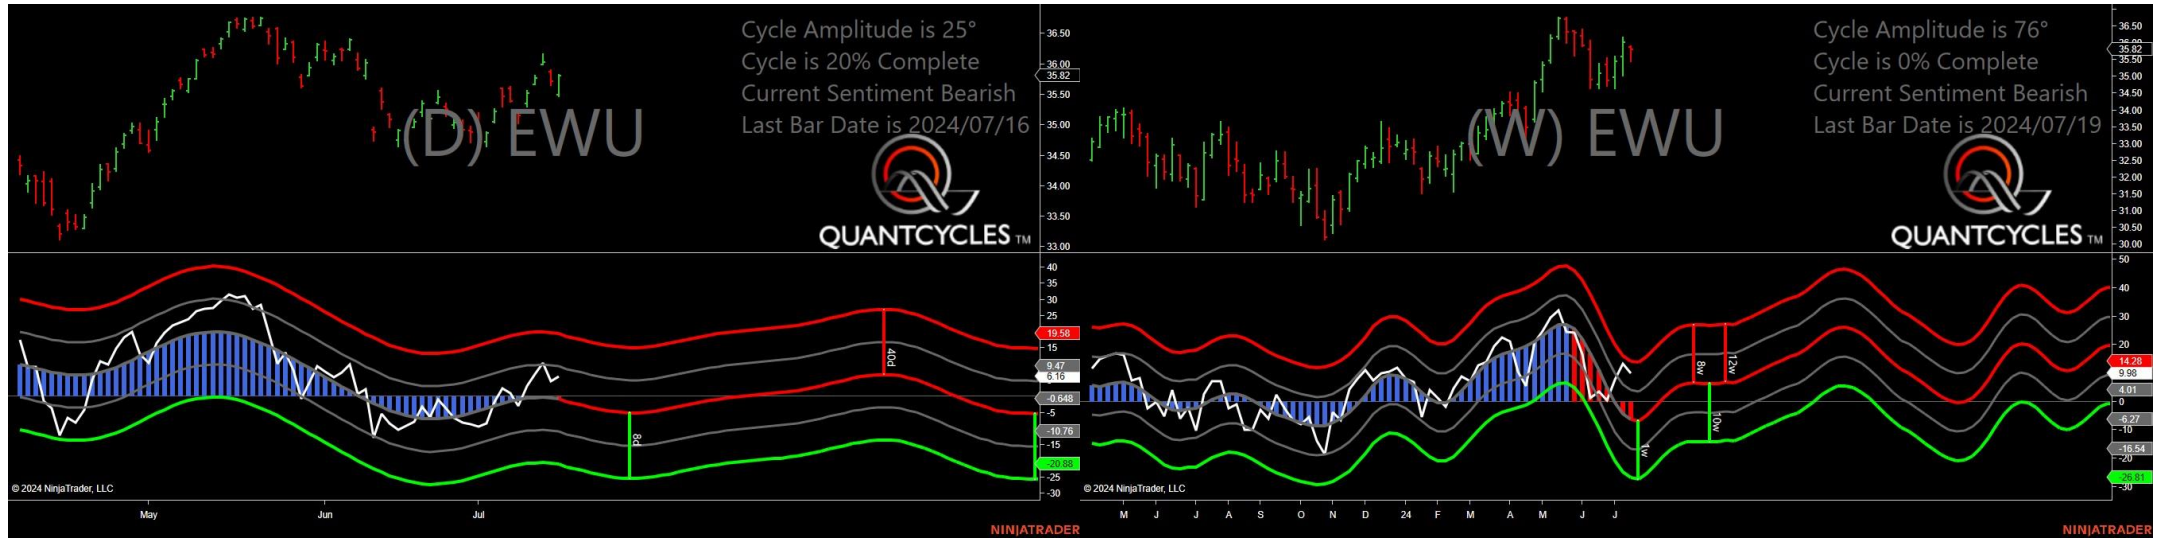 Cycle Amplitude is 25°
Cycle is 20% Complete
Current Sentiment Bearish
Last Bar Date is 2024/07/16
(D) EWU
QUANTCYCLES TM
36.50
36.00
35.82
35.50
35.00
34.50
34.00
33.50
33.00
40
35
30
25
19.58
15
9.47
6.16
-0.648
-5
-10.76
-15
-20.88
-25
-30
8d
40d
© 2024 NinjaTrader, LLC
May Jun Jul
NINJATRADER
Cycle Amplitude is 76°
Cycle is 0% Complete
Current Sentiment Bearish
Last Bar Date is 2024/07/19
(W) EWU
QUANTCYCLES TM
36.50
35.82
35.50
35.00
34.50
34.00
33.50
33.00
32.50
32.00
31.50
31.00
30.50
30.00
50
40
30
20
14.28
9.98
4.01
0
-6.27
-10
-16.54
-20
-26.81
-30
1w
8w
10w
12w
© 2024 NinjaTrader, LLC
M J J A S O N D 24 F M A M J J
NINJATRADER